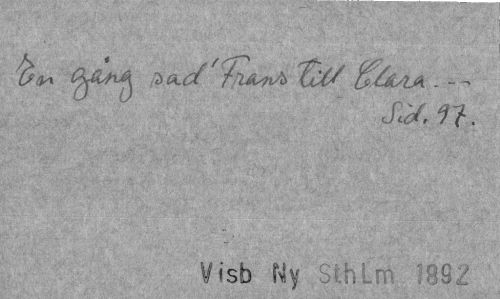 En gång sad' Frans till Clara. ---
Sid. 97.
Visb Ny SthLm 1892